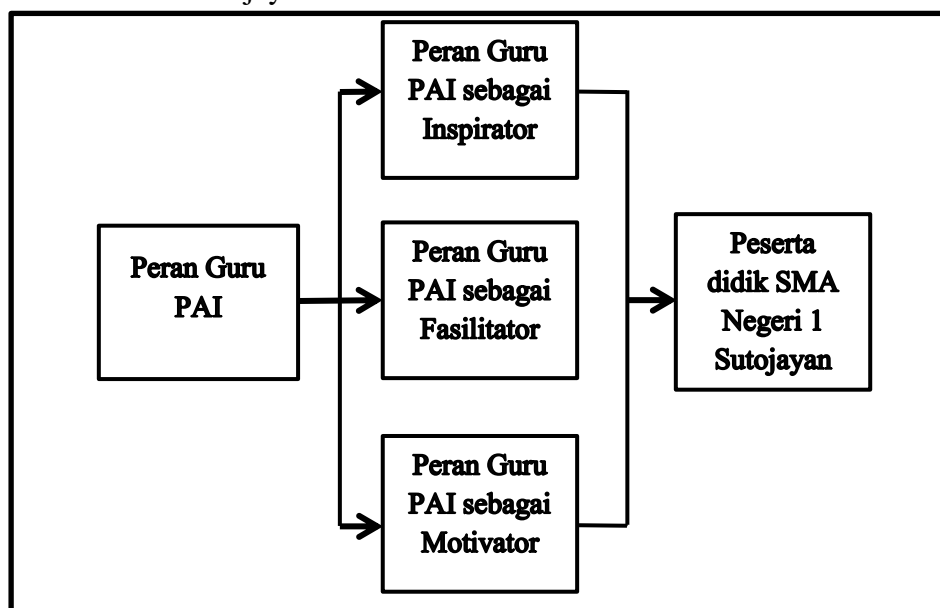 Peran Guru
PAI sebagai
Inspirator
Peran Guru
PAI
Peran Guru
PAI sebagai
Fasilitator
Peserta
didik SMA
Negeri 1
Sutojayan
Peran Guru
PAI sebagai
Motivator